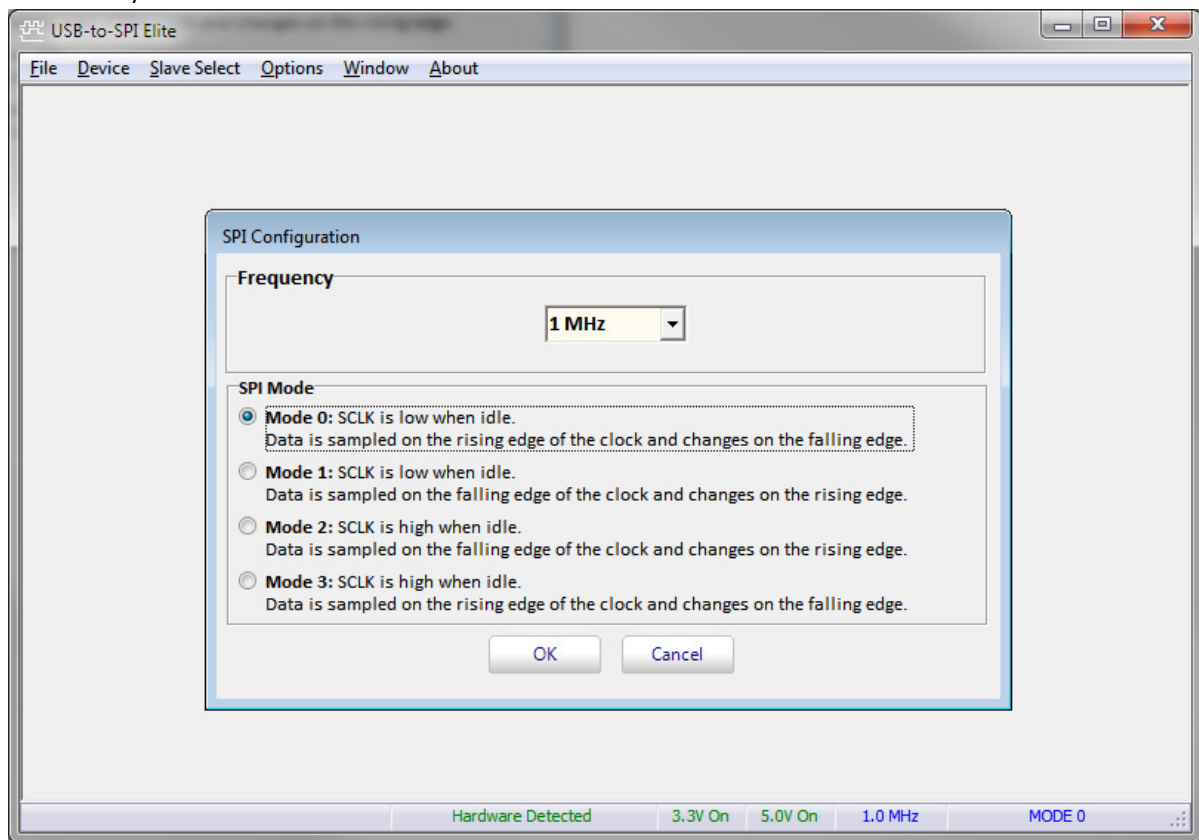 USB-to-SPI Elite
File Device Slave Select Options Window About
SPI Configuration
Frequency
1 MHz
SPI Mode
Mode 0: SCLK is low when idle.
Data is sampled on the rising edge of the clock and changes on the falling edge.
Mode 1: SCLK is low when idle.
Data is sampled on the falling edge of the clock and changes on the rising edge.
Mode 2: SCLK is high when idle.
Data is sampled on the falling edge of the clock and changes on the rising edge.
Mode 3: SCLK is high when idle.
Data is sampled on the rising edge of the clock and changes on the falling edge.
OK Cancel
Hardware Detected 3.3V On 5.0V On 1.0 MHz MODE 0